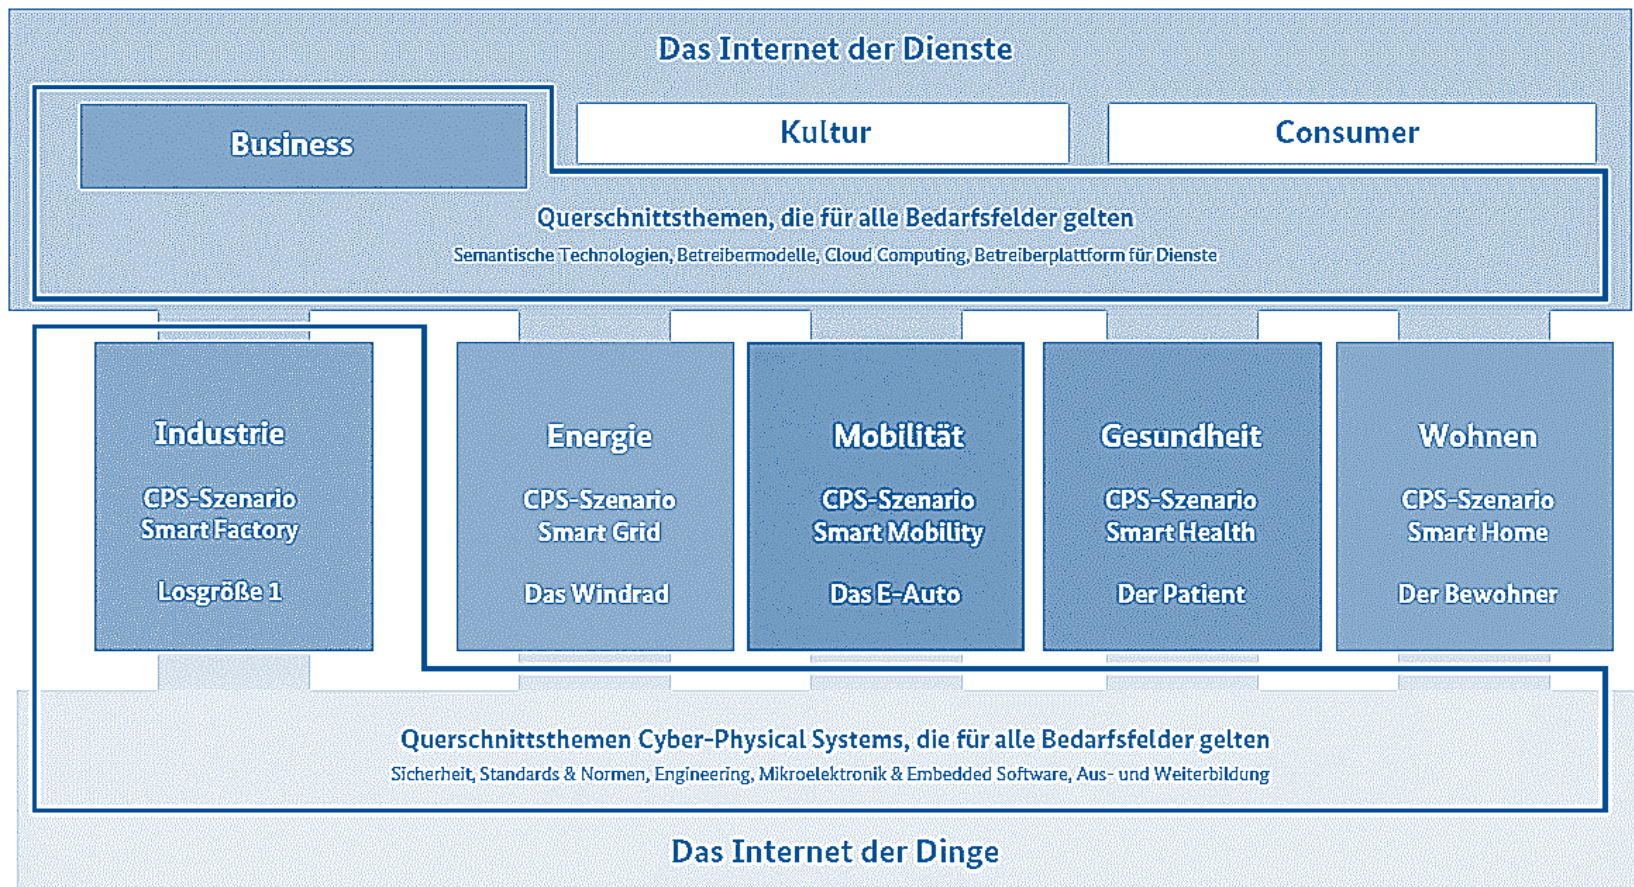 Das Internet der Dienste
Business
Kultur
Consumer
Querschnittsthemen, die für alle Bedarfsfelder gelten
Semantische Technologien, Betreibermodelle, Cloud Computing, Betreiberplattform für Dienste
Industrie
CPS-Szenario
Smart Factory
Losgröße 1
Energie
CPS-Szenario
Smart Grid
Das Windrad
Mobilität
CPS-Szenario
Smart Mobility
Das E-Auto
Gesundheit
CPS-Szenario
Smart Health
Der Patient
Wohnen
CPS-Szenario
Smart Home
Der Bewohner
Querschnittsthemen Cyber-Physical Systems, die für alle Bedarfsfelder gelten
Sicherheit, Standards & Normen, Engineering, Mikroelektronik & Embedded Software, Aus- und Weiterbildung
Das Internet der Dinge